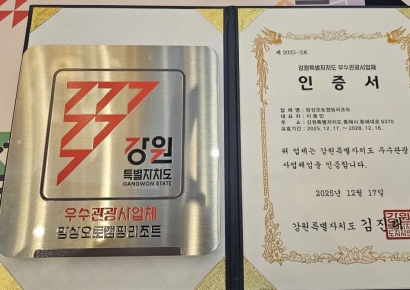 강원
특별자치도
GANGWON STATE
우수관광사업체
망상오토캠핑리조트
제 2025-3호
강원특별자치도 우수관광사업체
인 증 서
업 체 명 : 망상오토캠핑리조트
대 표 자 :
주 소 : 강원특별자치도 동해시 동해대로 6370
유효기간 : 2025. 12. 17. ~ 2028. 12. 16.
위 업체는 강원특별자치도 우수관광
사업체임을 인증합니다.
2025년 12월 17일
강원특별자치도 김진